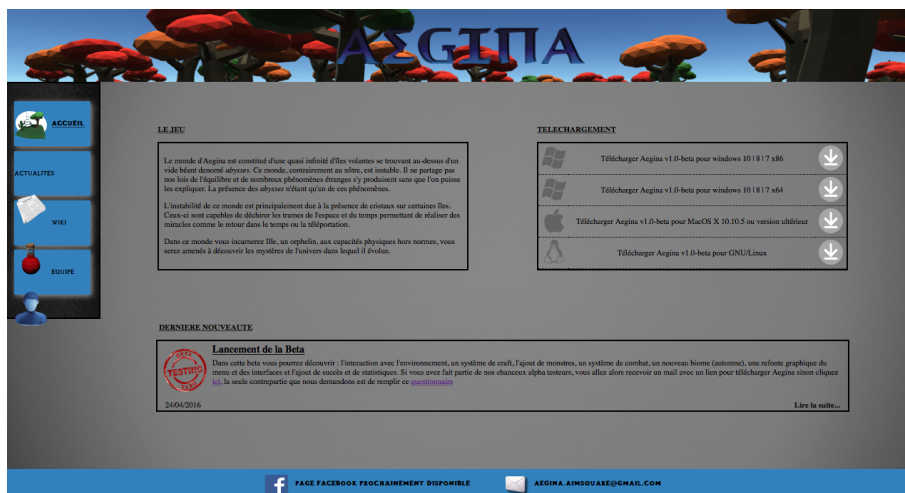 AΣGIΠA
ACCUEIL
ACTUALITÉS
WIKI
EQUIPE
LE JEU
Le monde d'Aegina est constitué d'une quasi infinité d'îles volantes se trouvant au-dessus d'un
vide béant denomé abysses. Ce monde, contrairement au nôtre, est instable. Il ne partage pas
nos lois de l'équilibre et de nombreux phénomènes étranges s'y produisent sans que l'on puisse
les expliquer. La présence des abysses n'étant qu'un de ces phénomènes.
L'instabilité de ce monde est principalement due à la présence de cristaux sur certaines îles.
Ceux-ci sont capables de déchirer les trames de l'espace et du temps permettant de réaliser des
miracles comme le retour dans le temps ou la téléportation.
Dans ce monde vous incarnerez Ille, un orphelin, aux capacités physiques hors normes, vous
serez amenés à découvrir les mystères de l'univers dans lequel il évolue.
TELECHARGEMENT
Télécharger Aegina v1.0-beta pour windows 10 | 8 | 7 x86
Télécharger Aegina v1.0-beta pour windows 10 | 8 | 7 x64
Télécharger Aegina v1.0-beta pour MacOS X 10.10.5 ou version ultérieur
Télécharger Aegina v1.0-beta pour GNU/Linux
DERNIERE NOUVEAUTE
BETA
TESTING
Lancement de la Beta
Dans cette beta vous pourrez découvrir : l'interaction avec l'environnement, un système de craft, l'ajout de monstres, un système de combat, un nouveau biome (automne), une refonte graphique du
menu et des interfaces et l'ajout de succès et de statistiques. Si vous avez fait partie de nos chanceux alpha testeurs, vous allez alors recevoir un mail avec un lien pour télécharger Aegina sinon cliquez
ici, la seule contrepartie que nous demandons est de remplir ce questionnaire
24/04/2016
Lire la suite...
PAGE FACEBOOK PROCHAINEMENT DISPONIBLE
AEGINA.AIMSQUARE@GMAIL.COM